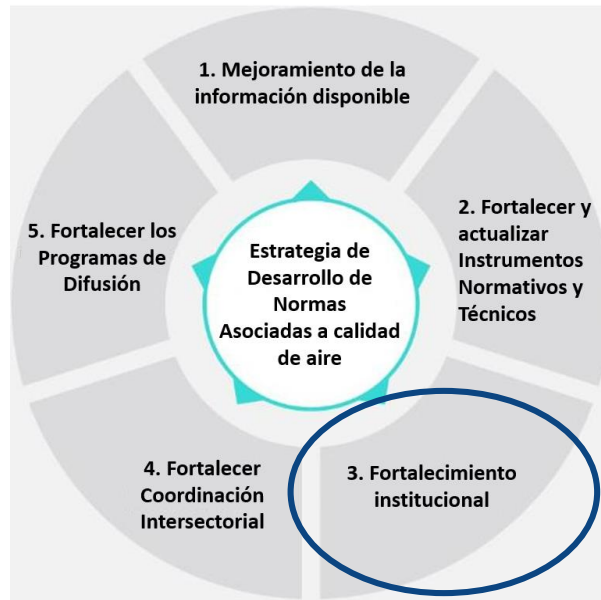 1. Mejoramiento de la
información disponible
2. Fortalecer y
actualizar
Instrumentos
Normativos y
Técnicos
3. Fortalecimiento
institucional
4. Fortalecer
Coordinación
Intersectorial
5. Fortalecer los
Programas de
Difusión
Estrategia de
Desarrollo de
Normas
Asociadas a calidad
de aire